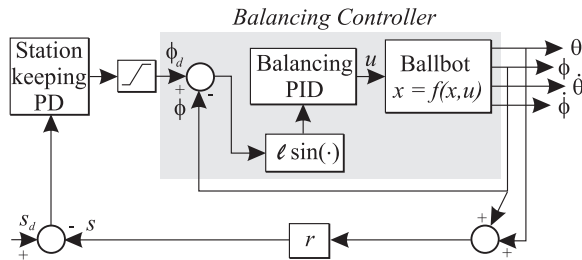 Balancing Controller
Station
keeping
PD
ϕd
+
ϕ
-
Balancing
PID
u
Ballbot
x = f(x,u)
θ
ϕ
θ̇
ϕ̇
ℓ sin(·)
sd
+
-
s
r
+
+